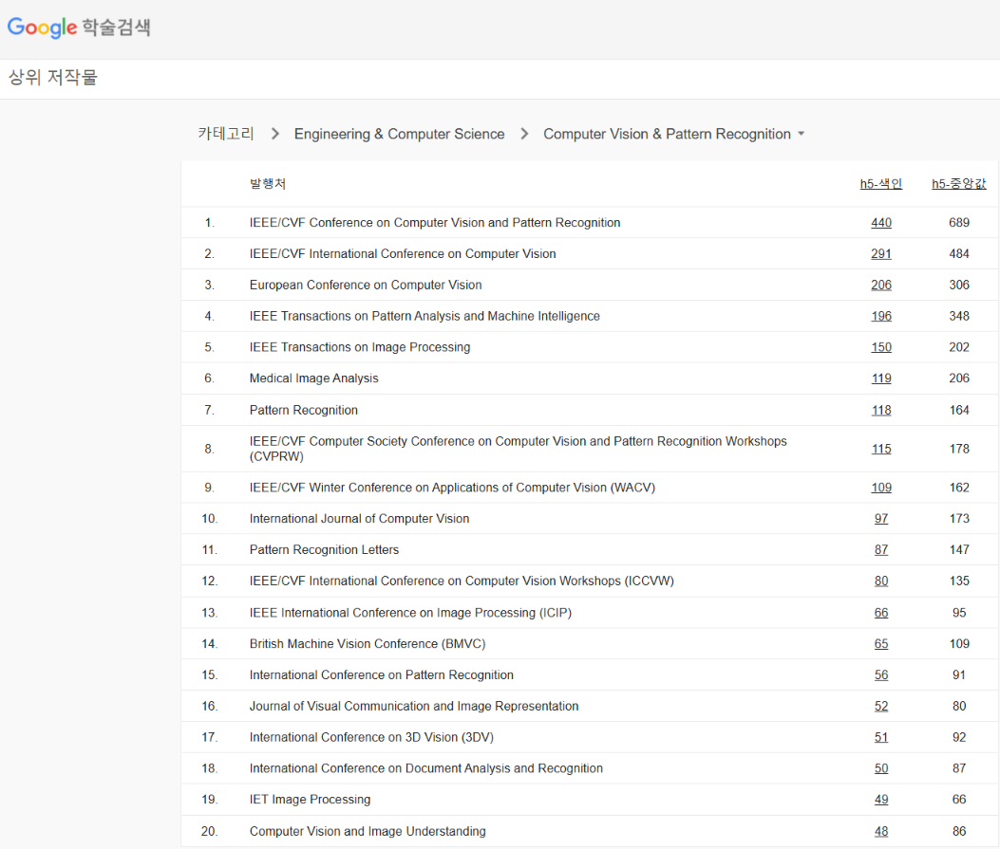 Google 학술검색
상위 저작물
카테고리 > Engineering & Computer Science > Computer Vision & Pattern Recognition
발행처 h5-색인 h5-중앙값
1. IEEE/CVF Conference on Computer Vision and Pattern Recognition 440 689
2. IEEE/CVF International Conference on Computer Vision 291 484
3. European Conference on Computer Vision 206 306
4. IEEE Transactions on Pattern Analysis and Machine Intelligence 196 348
5. IEEE Transactions on Image Processing 150 202
6. Medical Image Analysis 119 206
7. Pattern Recognition 118 164
8. IEEE/CVF Computer Society Conference on Computer Vision and Pattern Recognition Workshops
(CVPRW) 115 178
9. IEEE/CVF Winter Conference on Applications of Computer Vision (WACV) 109 162
10. International Journal of Computer Vision 97 173
11. Pattern Recognition Letters 87 147
12. IEEE/CVF International Conference on Computer Vision Workshops (ICCVW) 80 135
13. IEEE International Conference on Image Processing (ICIP) 66 95
14. British Machine Vision Conference (BMVC) 65 109
15. International Conference on Pattern Recognition 56 91
16. Journal of Visual Communication and Image Representation 52 80
17. International Conference on 3D Vision (3DV) 51 92
18. International Conference on Document Analysis and Recognition 50 87
19. IET Image Processing 49 66
20. Computer Vision and Image Understanding 48 86